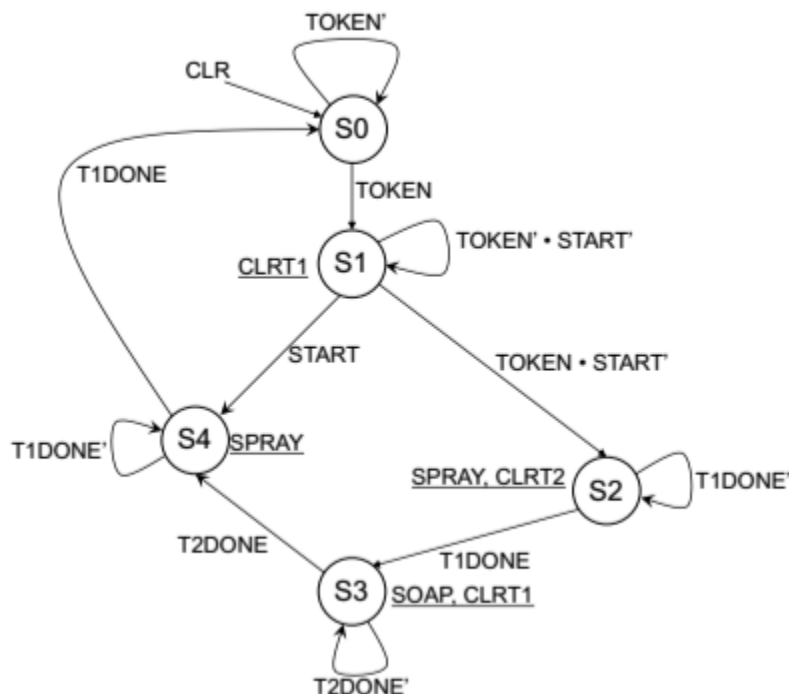 TOKEN’
CLR
S0
T1DONE
TOKEN
S1
TOKEN’ • START’
CLRT1
START
TOKEN • START’
T1DONE’
S4
SPRAY
SPRAY, CLRT2
S2
T1DONE’
T2DONE
T1DONE
S3
SOAP, CLRT1
T2DONE’